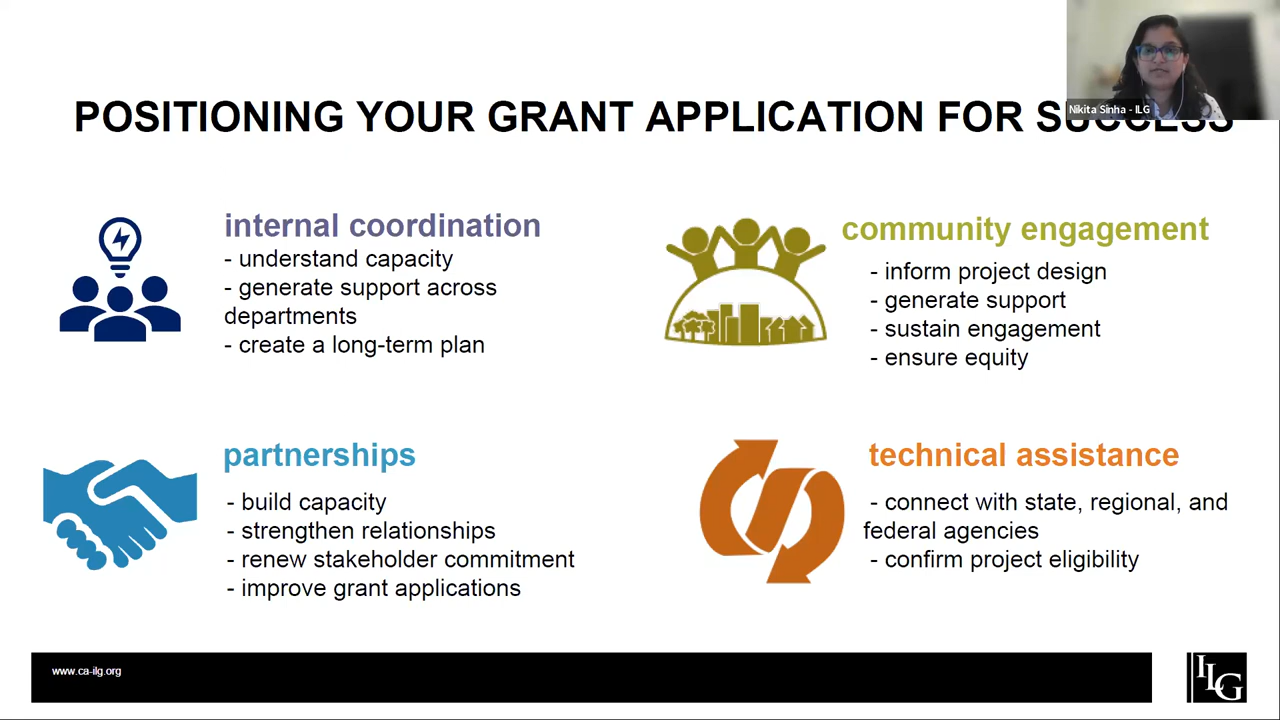 POSITIONING YOUR GRANT APPLICATION FOR SUCCESS
Nikita Sinha - ILG
internal coordination
- understand capacity
- generate support across
departments
- create a long-term plan
community engagement
- inform project design
- generate support
- sustain engagement
- ensure equity
partnerships
- build capacity
- strengthen relationships
- renew stakeholder commitment
- improve grant applications
technical assistance
- connect with state, regional, and
federal agencies
- confirm project eligibility
www.ca-ilg.org
ILG